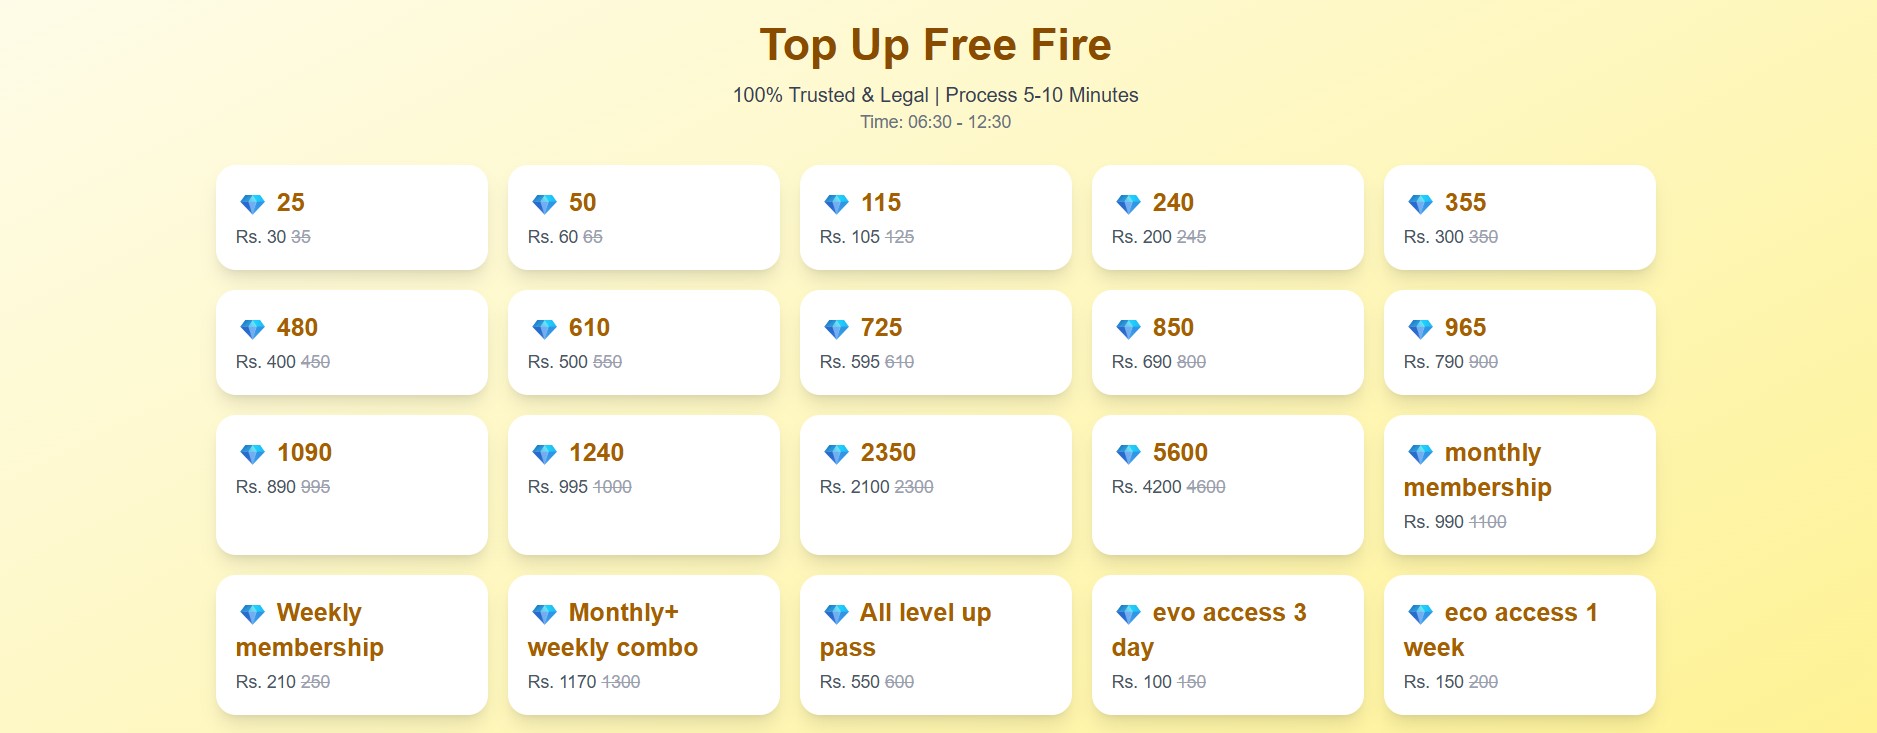 Top Up Free Fire
100% Trusted & Legal | Process 5-10 Minutes
Time: 06:30 - 12:30
25
Rs. 30 35
50
Rs. 60 65
115
Rs. 105 125
240
Rs. 200 245
355
Rs. 300 350
480
Rs. 400 450
610
Rs. 500 550
725
Rs. 595 610
850
Rs. 690 800
965
Rs. 790 900
1090
Rs. 890 995
1240
Rs. 995 1000
2350
Rs. 2100 2300
5600
Rs. 4200 4600
monthly
membership
Rs. 990 1100
Weekly
membership
Rs. 210 250
Monthly+
weekly combo
Rs. 1170 1300
All level up
pass
Rs. 550 600
evo access 3
day
Rs. 100 150
eco access 1
week
Rs. 150 200